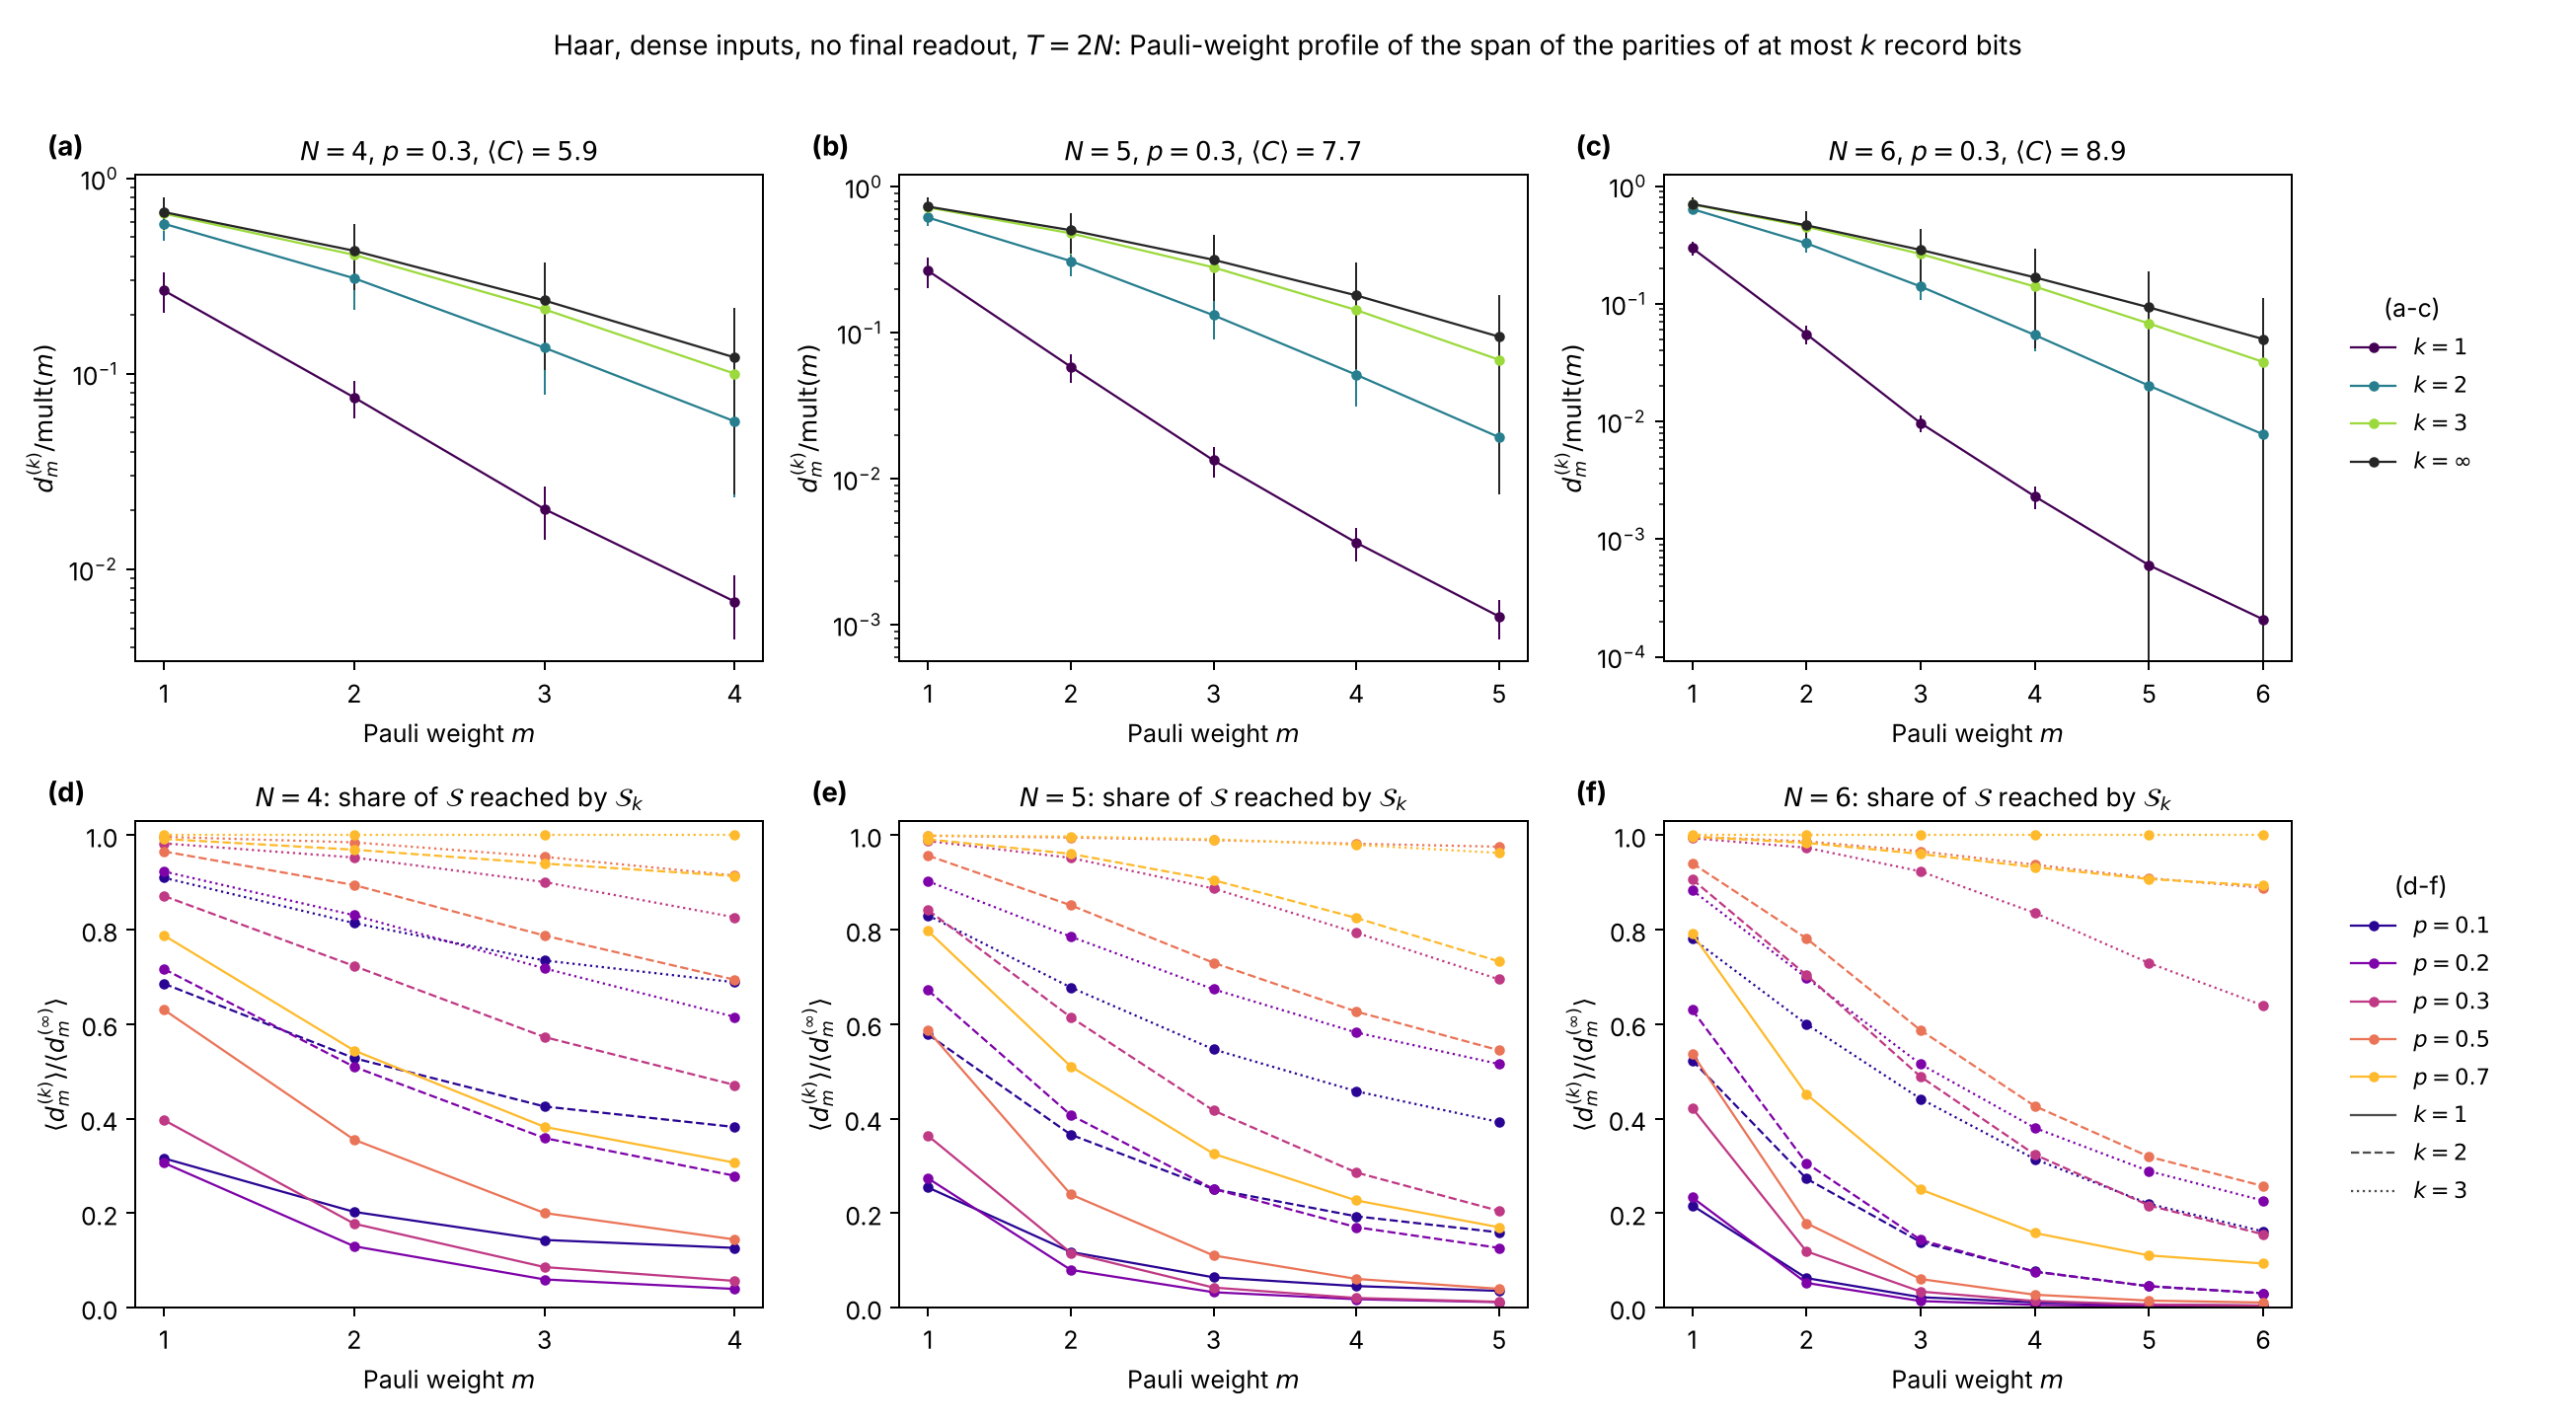 Haar, dense inputs, no final readout, T = 2N: Pauli-weight profile of the span of the parities of at most k record bits
(a)
N = 4, p = 0.3, ⟨C⟩ = 5.9
10⁰
10⁻¹
10⁻²
d_m^(k)/mult(m)
1 2 3 4
Pauli weight m
(b)
N = 5, p = 0.3, ⟨C⟩ = 7.7
10⁰
10⁻¹
10⁻²
10⁻³
d_m^(k)/mult(m)
1 2 3 4 5
Pauli weight m
(c)
N = 6, p = 0.3, ⟨C⟩ = 8.9
10⁰
10⁻¹
10⁻²
10⁻³
10⁻⁴
d_m^(k)/mult(m)
1 2 3 4 5 6
Pauli weight m
(a–c)
k = 1
k = 2
k = 3
k = ∞
(d)
N = 4: share of 𝒮 reached by 𝒮_k
1.0
0.8
0.6
0.4
0.2
0.0
⟨d_m^(k)⟩/⟨d_m^(∞)⟩
1 2 3 4
Pauli weight m
(e)
N = 5: share of 𝒮 reached by 𝒮_k
1.0
0.8
0.6
0.4
0.2
0.0
⟨d_m^(k)⟩/⟨d_m^(∞)⟩
1 2 3 4 5
Pauli weight m
(f)
N = 6: share of 𝒮 reached by 𝒮_k
1.0
0.8
0.6
0.4
0.2
0.0
⟨d_m^(k)⟩/⟨d_m^(∞)⟩
1 2 3 4 5 6
Pauli weight m
(d–f)
p = 0.1
p = 0.2
p = 0.3
p = 0.5
p = 0.7
k = 1
k = 2
k = 3